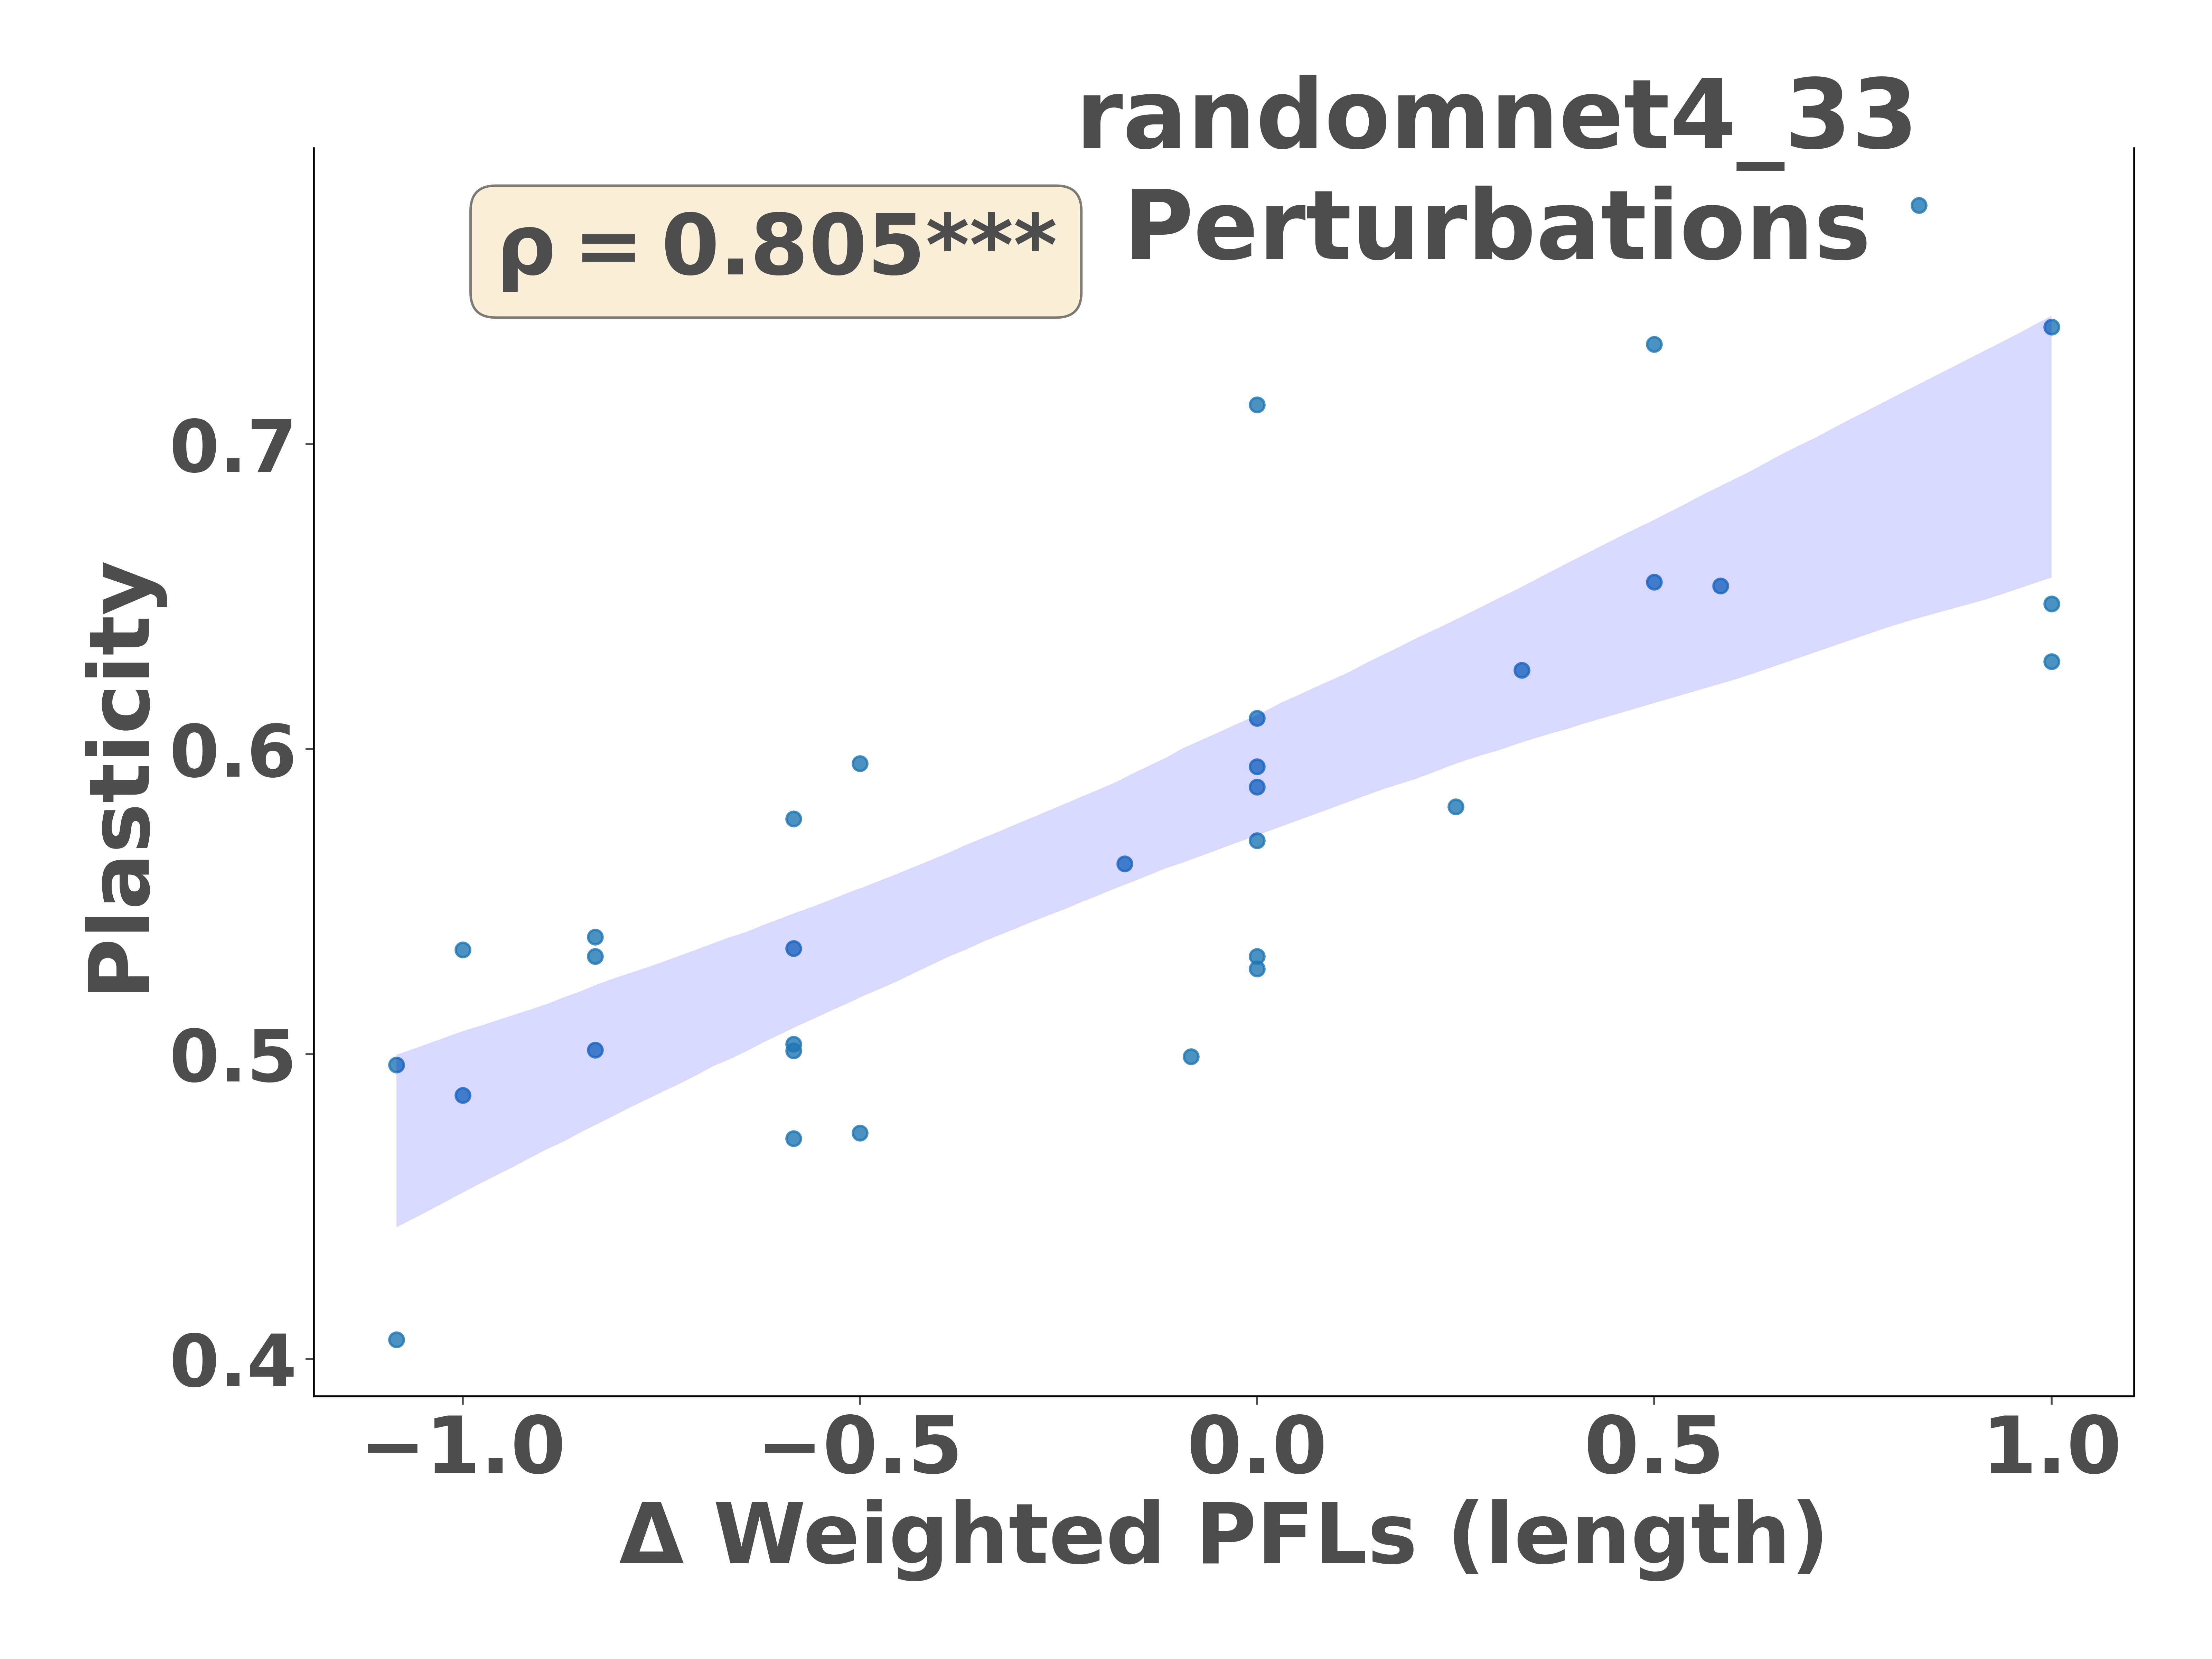 randomnet4_33
Perturbations
ρ = 0.805***
Plasticity
0.7
0.6
0.5
0.4
−1.0 −0.5 0.0 0.5 1.0
Δ Weighted PFLs (length)